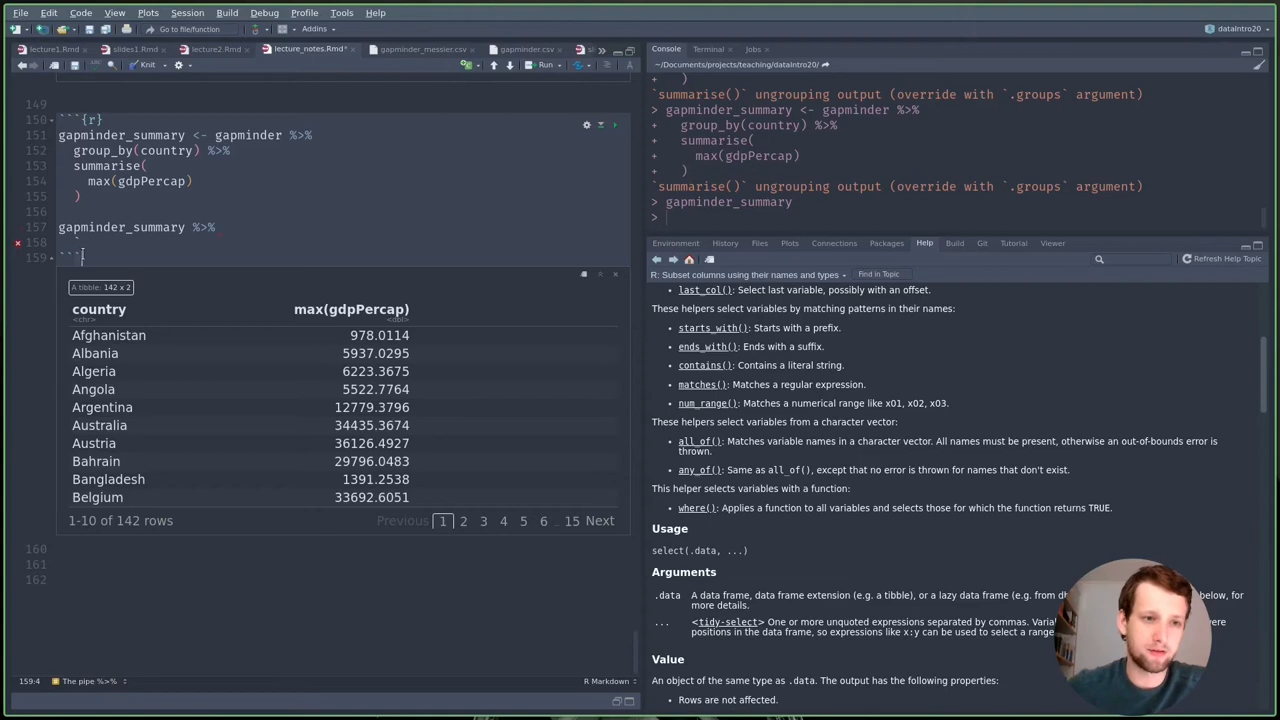 File Edit Code View Plots Session Build Debug Profile Tools Help
Go to file/function Addins dataIntro20
lecture1.Rmd slides1.Rmd lecture2.Rmd lecture_notes.Rmd* gapminder_messier.csv gapminder.csv
Knit Run
149
150 ```{r}
151 gapminder_summary <- gapminder %>%
152 group_by(country) %>%
153 summarise(
154 max(gdpPercap)
155 )
156
157 gapminder_summary %>%
158 `
159 ```
A tibble: 142 x 2
country max(gdpPercap)
<chr> <dbl>
Afghanistan 978.0114
Albania 5937.0295
Algeria 6223.3675
Angola 5522.7764
Argentina 12779.3796
Australia 34435.3674
Austria 36126.4927
Bahrain 29796.0483
Bangladesh 1391.2538
Belgium 33692.6051
1-10 of 142 rows Previous 1 2 3 4 5 6 … 15 Next
160
161
162
159:4 The pipe %>% R Markdown
Console Terminal Jobs
~/Documents/projects/teaching/dataIntro20/
+ )
`summarise()` ungrouping output (override with `.groups` argument)
> gapminder_summary <- gapminder %>%
+ group_by(country) %>%
+ summarise(
+ max(gdpPercap)
+ )
`summarise()` ungrouping output (override with `.groups` argument)
> gapminder_summary
>
Environment History Files Plots Connections Packages Help Build Git Tutorial Viewer
Refresh Help Topic
R: Subset columns using their names and types Find in Topic
• last_col(): Select last variable, possibly with an offset.
These helpers select variables by matching patterns in their names:
• starts_with(): Starts with a prefix.
• ends_with(): Ends with a suffix.
• contains(): Contains a literal string.
• matches(): Matches a regular expression.
• num_range(): Matches a numerical range like x01, x02, x03.
These helpers select variables from a character vector:
• all_of(): Matches variable names in a character vector. All names must be present, otherwise an out-of-bounds error is
thrown.
• any_of(): Same as all_of(), except that no error is thrown for names that don't exist.
This helper selects variables with a function:
• where(): Applies a function to all variables and selects those for which the function returns TRUE.
Usage
select(.data, ...)
Arguments
.data A data frame, data frame extension (e.g. a tibble), or a lazy data frame (e.g. from below, for
more details.
... <tidy-select> One or more unquoted expressions separated by commas. were
positions in the data frame, so expressions like x:y can be used to select a
Value
An object of the same type as .data. The output has the following properties:
• Rows are not affected.